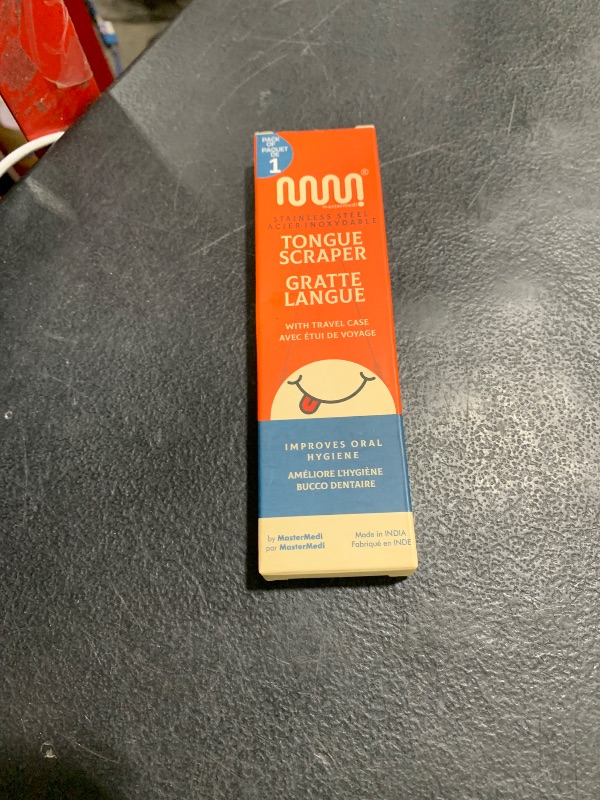 PACK
OF
PAQUET
DE
1
®
mastermedi
STAINLESS STEEL
ACIER INOXYDABLE
TONGUE
SCRAPER
GRATTE
LANGUE
WITH TRAVEL CASE
AVEC ÉTUI DE VOYAGE
IMPROVES ORAL
HYGIENE
AMÉLIORE L'HYGIÈNE
BUCCO DENTAIRE
by MasterMedi
par MasterMedi
Made in INDIA
Fabriqué en INDE